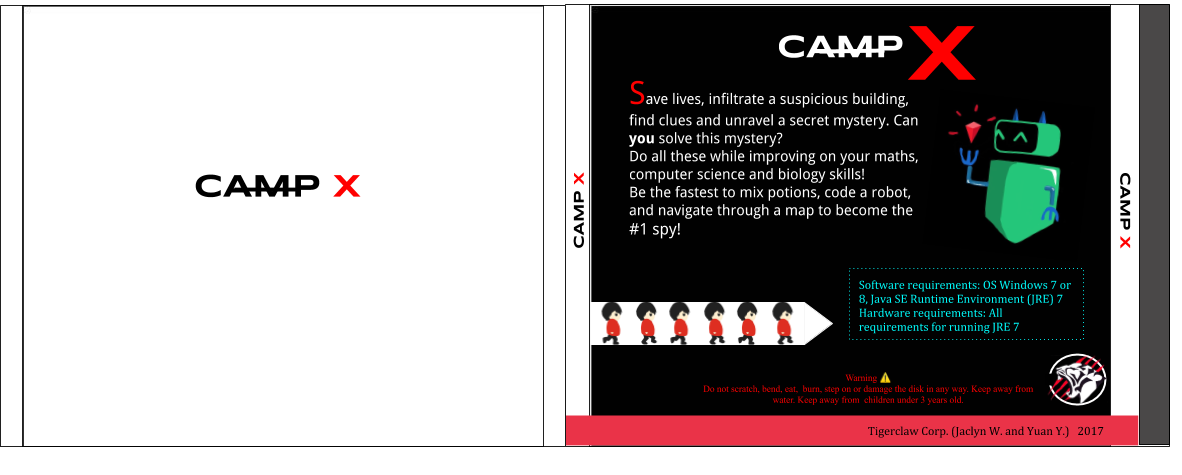 CAMP X
CAMP X
CAMP X
Save lives, infiltrate a suspicious building,
find clues and unravel a secret mystery. Can
you solve this mystery?
Do all these while improving on your maths,
computer science and biology skills!
Be the fastest to mix potions, code a robot,
and navigate through a map to become the
#1 spy!
Software requirements: OS Windows 7 or
8, Java SE Runtime Environment (JRE) 7
Hardware requirements: All
requirements for running JRE 7
Warning ⚠
Do not scratch, bend, eat, burn, step on or damage the disk in any way. Keep away from
water. Keep away from children under 3 years old.
Tigerclaw Corp. (Jaclyn W. and Yuan Y.) 2017
CAMP X